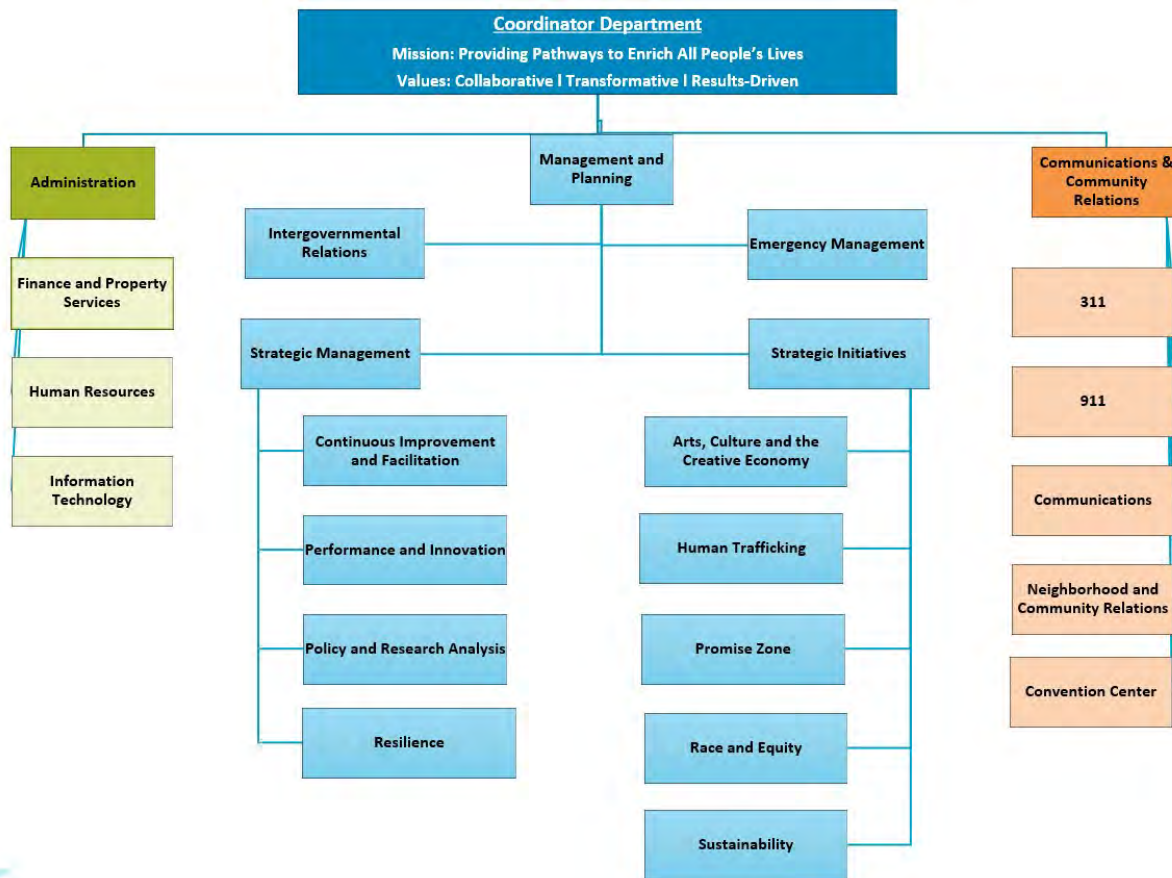 Coordinator Department
Mission: Providing Pathways to Enrich All People's Lives
Values: Collaborative l Transformative l Results-Driven
Administration
Finance and Property
Services
Human Resources
Information
Technology
Management and
Planning
Intergovernmental
Relations
Emergency Management
Strategic Management
Continuous Improvement
and Facilitation
Performance and Innovation
Policy and Research Analysis
Resilience
Strategic Initiatives
Arts, Culture and the
Creative Economy
Human Trafficking
Promise Zone
Race and Equity
Sustainability
Communications &
Community
Relations
311
911
Communications
Neighborhood and
Community Relations
Convention Center